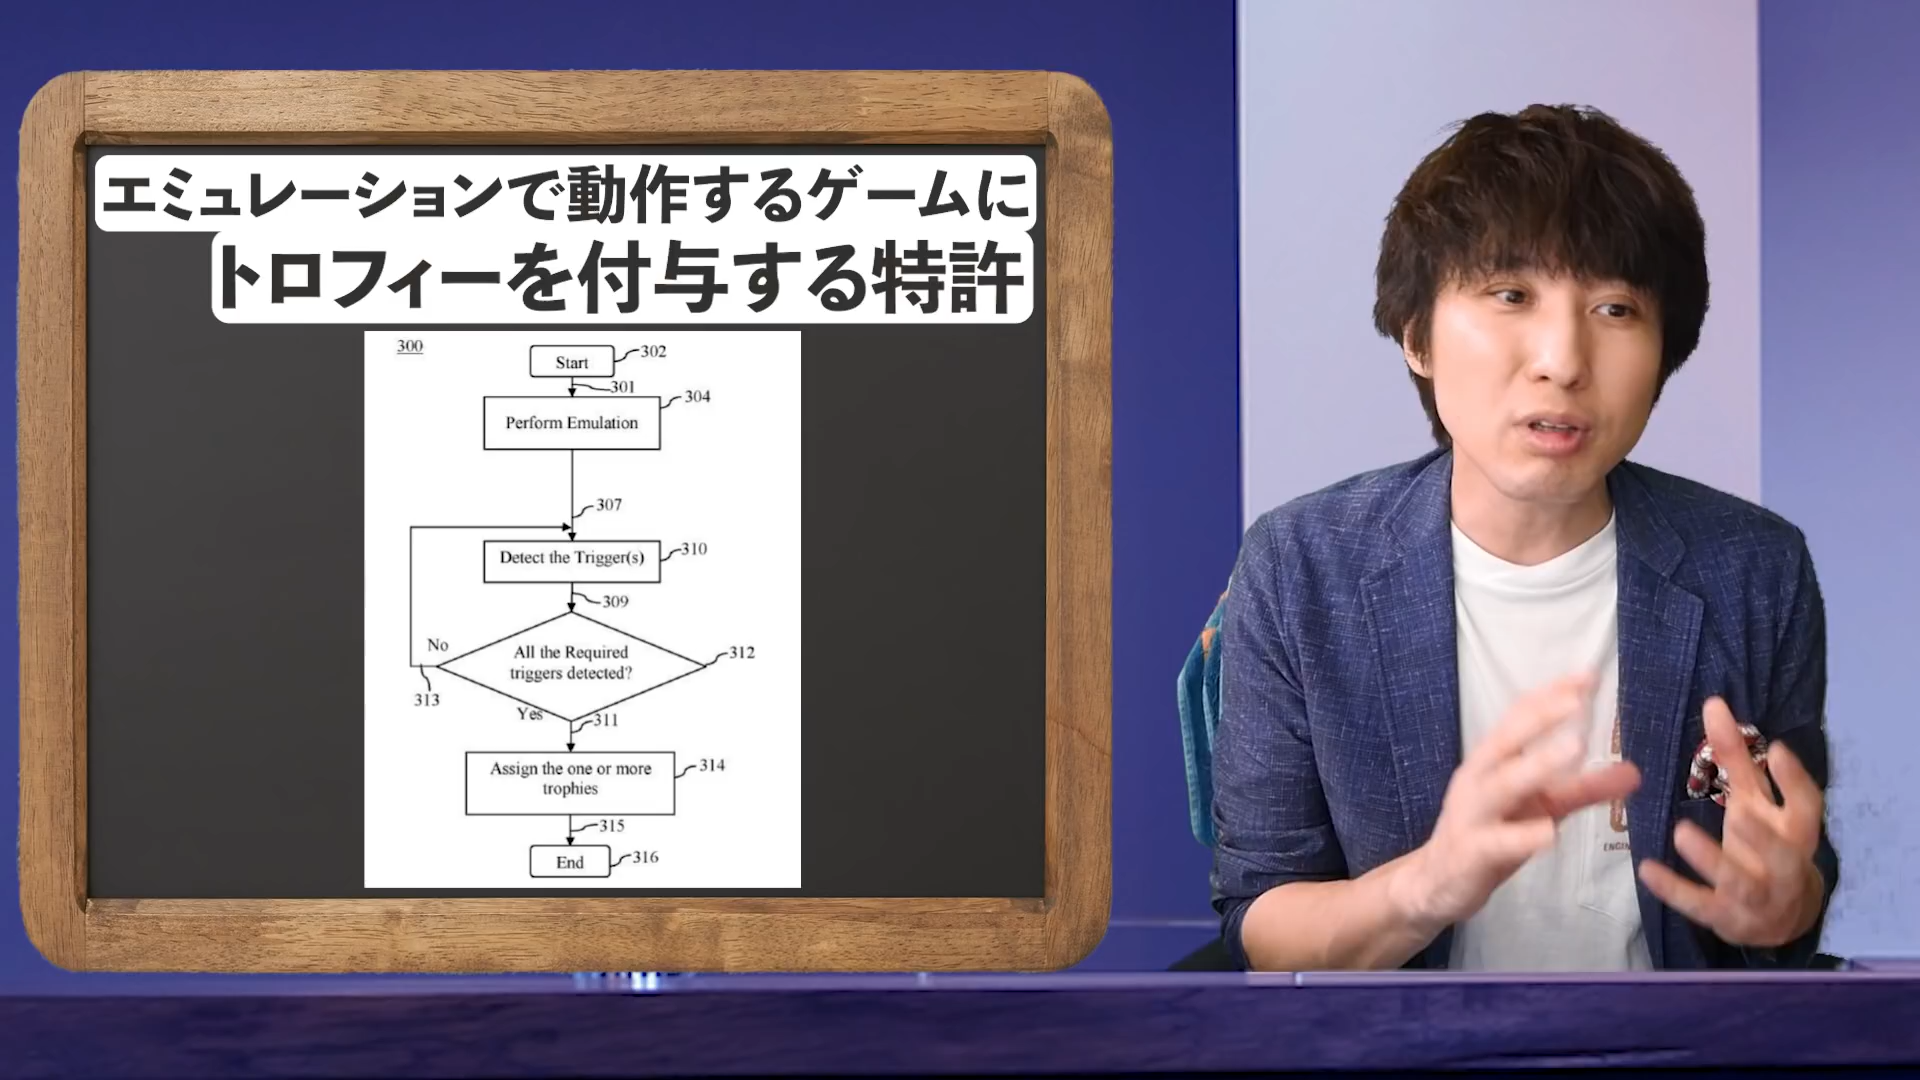 エミュレーションで動作するゲームに
トロフィーを付与する特許
300
Start
302
301
304
Perform Emulation
307
Detect the Trigger(s)
310
309
No
All the Required
triggers detected?
312
313
Yes
311
Assign the one or more
trophies
314
315
End
316